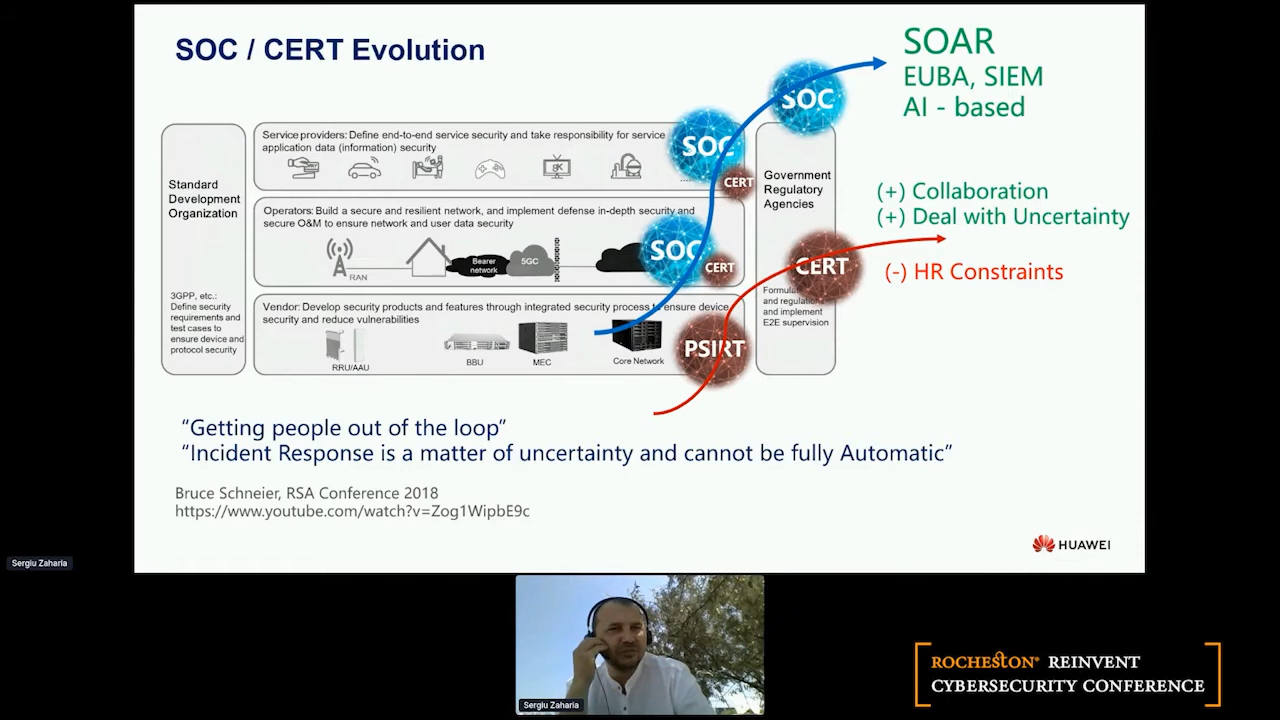 SOC / CERT Evolution
SOAR
EUBA, SIEM
AI - based
SOC
Standard
Development
Organization
3GPP, etc.:
Define security
requirements and
test cases to
ensure device and
protocol security
Service providers: Define end-to-end service security and take responsibility for service
application data (information) security
8K
SOC
CERT
Operators: Build a secure and resilient network, and implement defense in-depth security and
secure O&M to ensure network and user data security
RAN
Bearer
network
5GC
SOC
CERT
Vendor: Develop security products and features through integrated security process to ensure device
security and reduce vulnerabilities
RRU/AAU
BBU
MEC
Core Network
PSIRT
Government
Regulatory
Agencies
CERT
and regulations
and implement
E2E supervision
(+) Collaboration
(+) Deal with Uncertainty
(-) HR Constraints
“Getting people out of the loop”
“Incident Response is a matter of uncertainty and cannot be fully Automatic”
Bruce Schneier, RSA Conference 2018
https://www.youtube.com/watch?v=Zog1WipbE9c
HUAWEI
Sergiu Zaharia
Sergiu Zaharia
ROCHESTON® REINVENT
CYBERSECURITY CONFERENCE